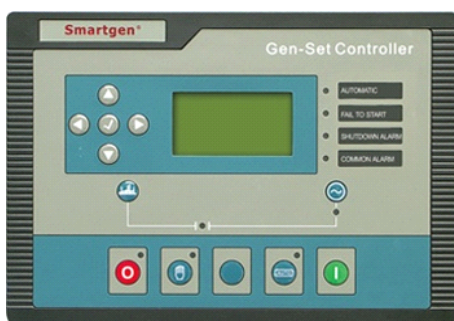 Smartgen®
Gen-Set Controller
AUTOMATIC
FAIL TO START
SHUTDOWN ALARM
COMMON ALARM